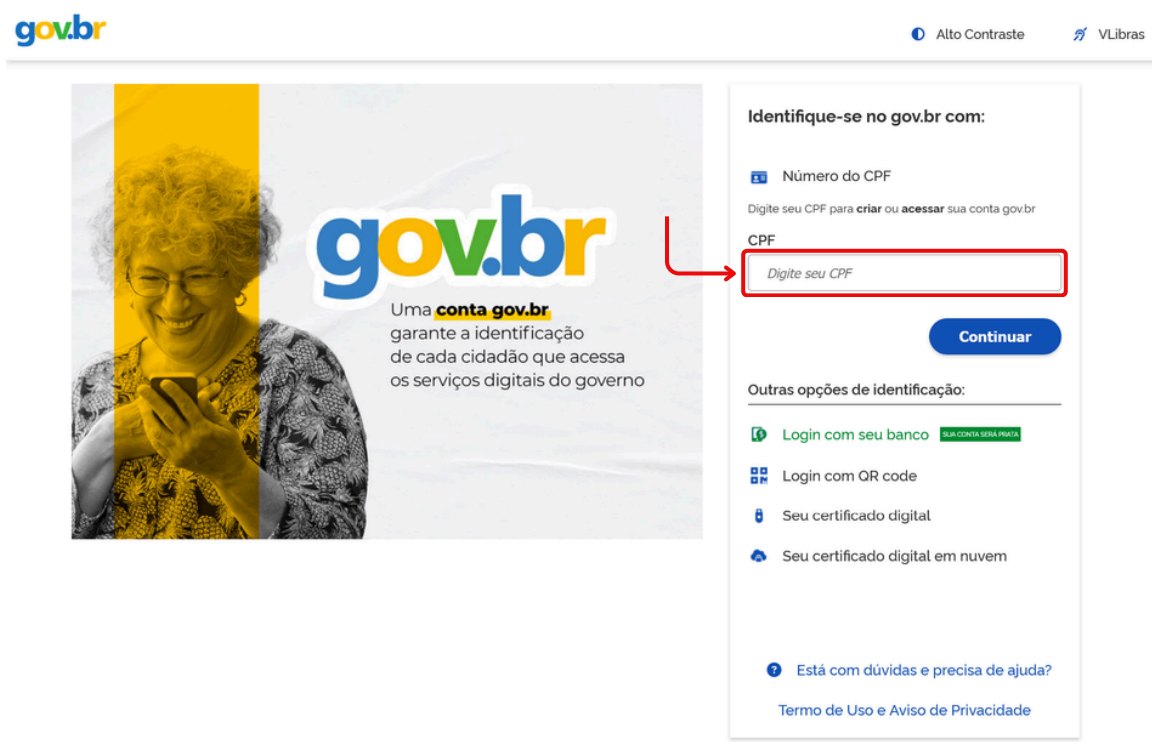 gov.br
Alto Contraste
VLibras
gov.br
Uma conta gov.br
garante a identificação
de cada cidadão que acessa
os serviços digitais do governo
Identifique-se no gov.br com:
Número do CPF
Digite seu CPF para criar ou acessar sua conta gov.br
CPF
Digite seu CPF
Continuar
Outras opções de identificação:
Login com seu banco SUA CONTA SERÁ PRATA
Login com QR code
Seu certificado digital
Seu certificado digital em nuvem
Está com dúvidas e precisa de ajuda?
Termo de Uso e Aviso de Privacidade